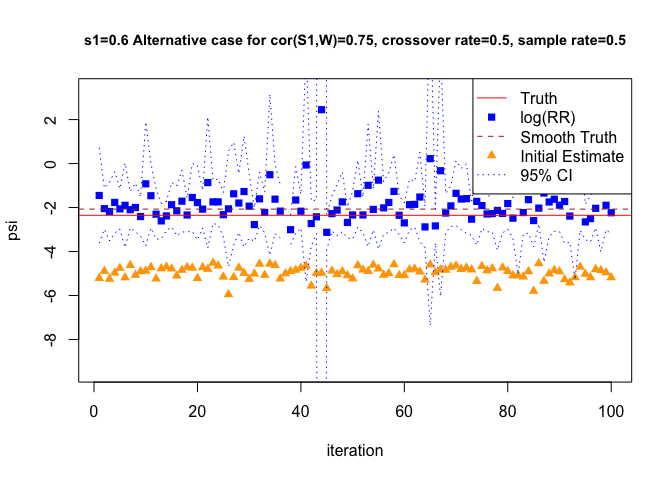 s1=0.6 Alternative case for cor(S1,W)=0.75, crossover rate=0.5, sample rate=0.5
Truth
log(RR)
Smooth Truth
Initial Estimate
95% CI
psi
2
0
-2
-4
-6
-8
0 20 40 60 80 100
iteration